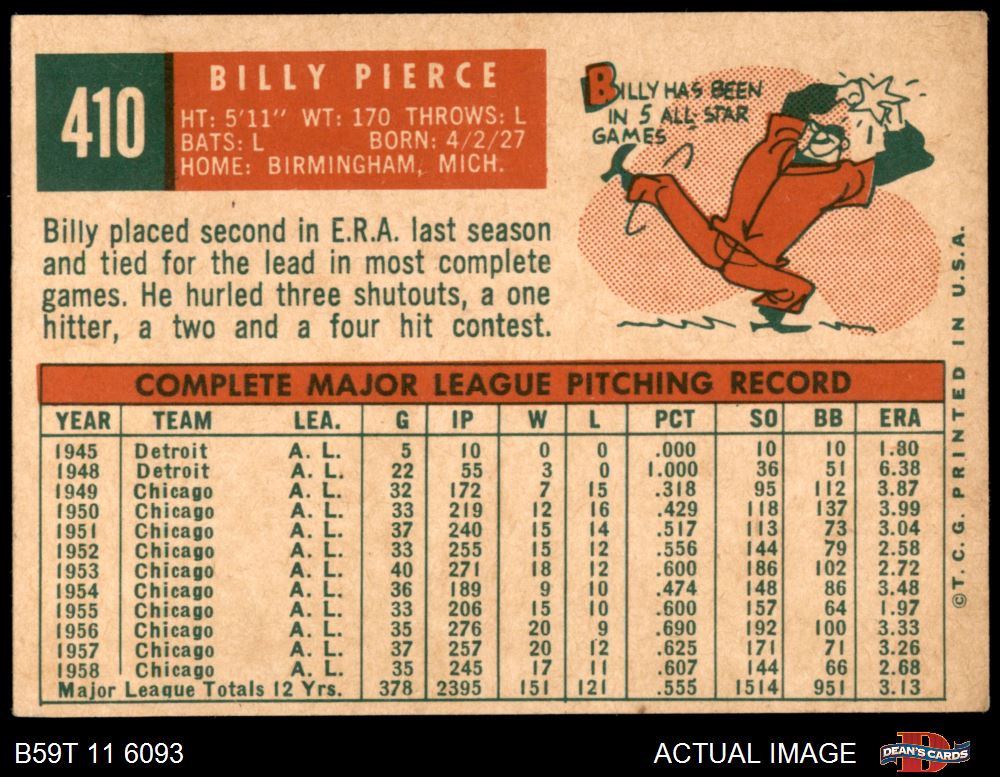 410
BILLY PIERCE
HT: 5'11" WT: 170 THROWS: L
BATS: L BORN: 4/2/27
HOME: BIRMINGHAM, MICH.
BILLY HAS BEEN
IN 5 ALL STAR
GAMES
Billy placed second in E.R.A. last season
and tied for the lead in most complete
games. He hurled three shutouts, a one
hitter, a two and a four hit contest.
COMPLETE MAJOR LEAGUE PITCHING RECORD
YEAR TEAM LEA. G IP W L PCT SO BB ERA
1945 Detroit A. L. 5 10 0 0 .000 10 10 1.80
1948 Detroit A. L. 22 55 3 0 1.000 36 51 6.38
1949 Chicago A. L. 32 172 7 15 .318 95 112 3.87
1950 Chicago A. L. 33 219 12 16 .429 118 137 3.99
1951 Chicago A. L. 37 240 15 14 .517 113 73 3.04
1952 Chicago A. L. 33 255 15 12 .556 144 79 2.58
1953 Chicago A. L. 40 271 18 12 .600 186 102 2.72
1954 Chicago A. L. 36 189 9 10 .474 148 86 3.48
1955 Chicago A. L. 33 206 15 10 .600 157 64 1.97
1956 Chicago A. L. 35 276 20 9 .690 192 100 3.33
1957 Chicago A. L. 37 257 20 12 .625 171 71 3.26
1958 Chicago A. L. 35 245 17 11 .607 144 66 2.68
Major League Totals 12 Yrs. 378 2395 151 121 .555 1514 951 3.13
©T. C. G. PRINTED IN U.S.A.
B59T 11 6093
ACTUAL IMAGE
DEAN'S CARDS